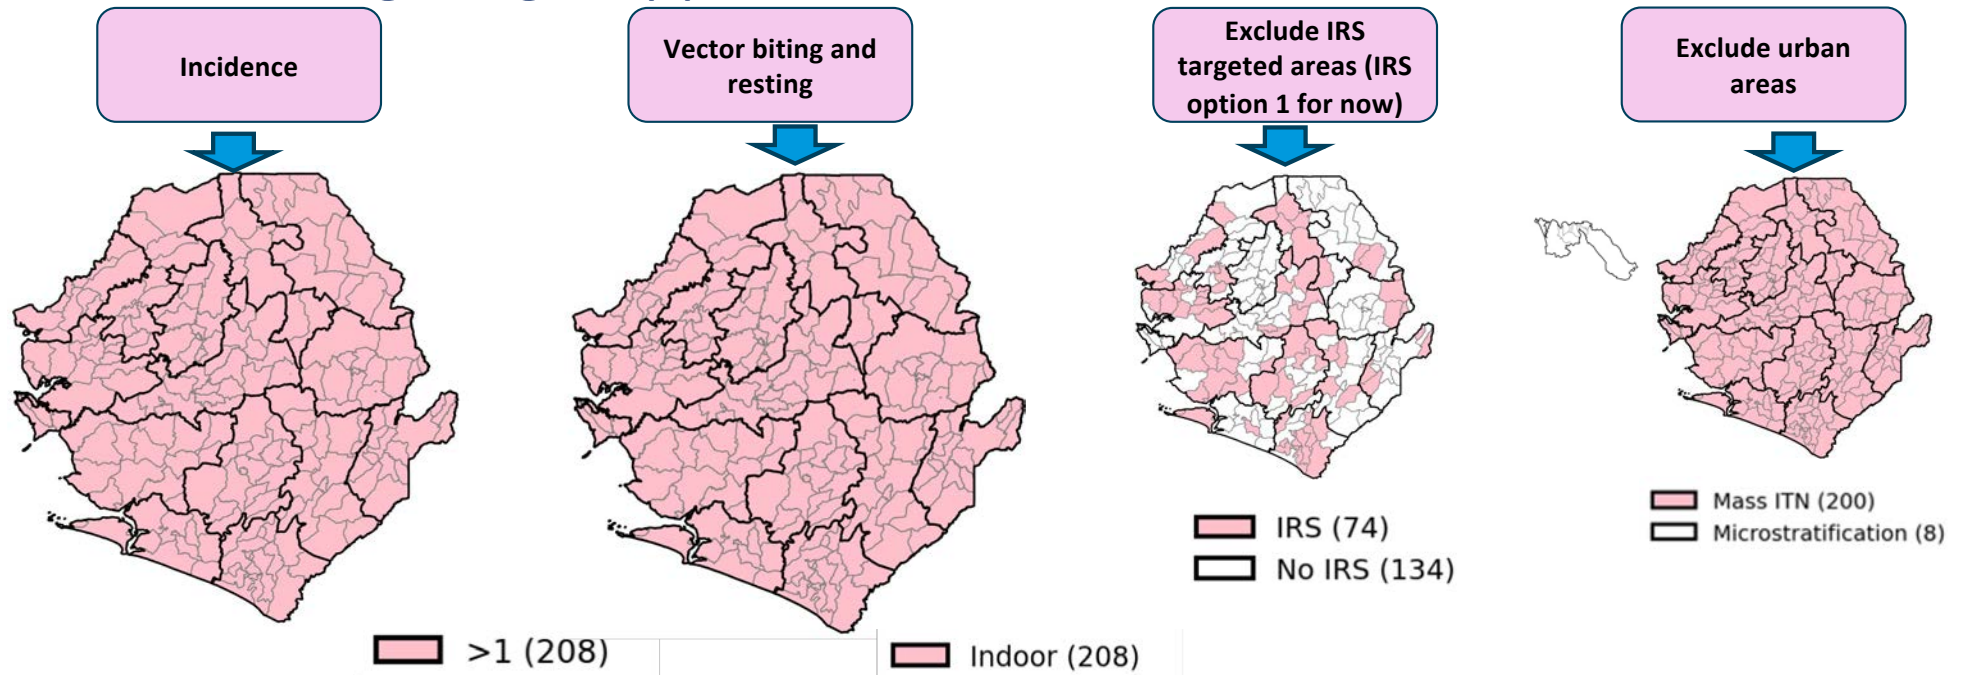 Incidence
Vector biting and
resting
Exclude IRS
targeted areas (IRS
option 1 for now)
Exclude urban
areas
>1 (208)
Indoor (208)
IRS (74)
No IRS (134)
Mass ITN (200)
Microstratification (8)